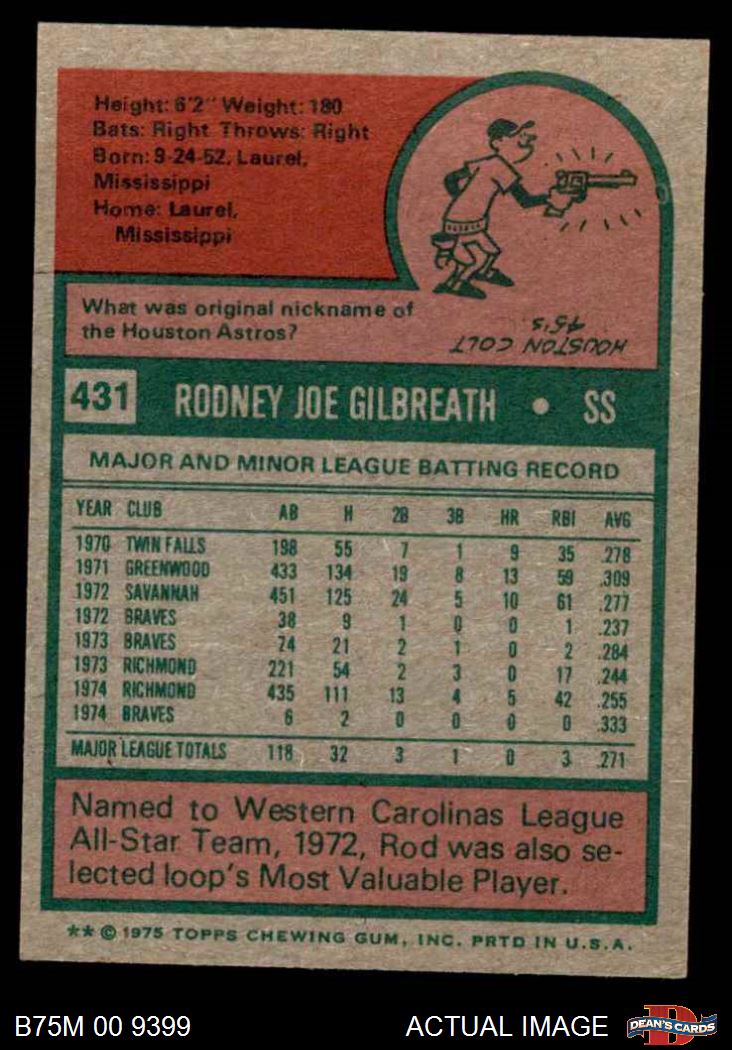 Height: 6'2" Weight: 180
Bats: Right Throws: Right
Born: 9-24-52, Laurel,
Mississippi
Home: Laurel,
Mississippi
What was original nickname of
the Houston Astros?
HOUSTON COLT
45's.
431 RODNEY JOE GILBREATH • SS
MAJOR AND MINOR LEAGUE BATTING RECORD
YEAR CLUB AB H 2B 3B HR RBI AVG
1970 TWIN FALLS 198 55 7 1 9 35 .278
1971 GREENWOOD 433 134 19 8 13 59 .309
1972 SAVANNAH 451 125 24 5 10 61 .277
1972 BRAVES 38 9 1 0 0 1 .237
1973 BRAVES 74 21 2 1 0 2 .284
1973 RICHMOND 221 54 2 3 0 17 .244
1974 RICHMOND 435 111 13 4 5 42 .255
1974 BRAVES 6 2 0 0 0 0 .333
MAJOR LEAGUE TOTALS 118 32 3 1 0 3 .271
Named to Western Carolinas League
All-Star Team, 1972, Rod was also se-
lected loop's Most Valuable Player.
** © 1975 TOPPS CHEWING GUM, INC. PRTD IN U.S.A.
B75M 00 9399 ACTUAL IMAGE DEAN'S CARDS